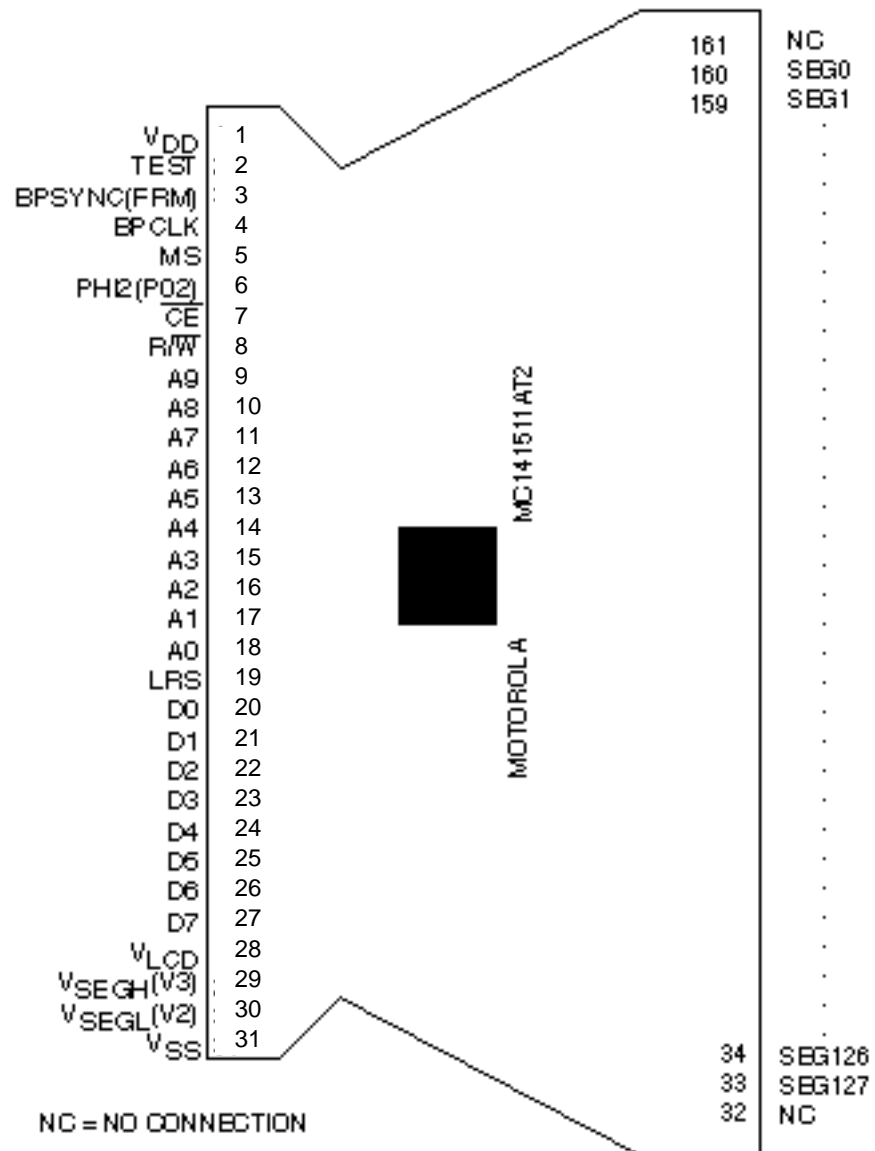 161 NC
160 SEG0
159 SEG1
VDD 1
TEST 2
BPSYNC(FRM) 3
BPCLK 4
MS 5
PHI2(P02) 6
CE 7
R/W 8
A9 9
A8 10
A7 11
A6 12
A5 13
A4 14
A3 15
A2 16
A1 17
A0 18
LRS 19
D0 20
D1 21
D2 22
D3 23
D4 24
D5 25
D6 26
D7 27
VLCD 28
VSEGH(V3) 29
VSEGL(V2) 30
VSS 31
MC141511AT2
MOTOROLA
34 SEG126
33 SEG127
32 NC
NC = NO CONNECTION